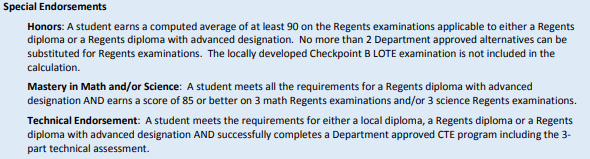 Special Endorsements
Honors: A student earns a computed average of at least 90 on the Regents examinations applicable to either a Regents
diploma or a Regents diploma with advanced designation. No more than 2 Department approved alternatives can be
substituted for Regents examinations. The locally developed Checkpoint B LOTE examination is not included in the
calculation.
Mastery in Math and/or Science: A student meets all the requirements for a Regents diploma with advanced
designation AND earns a score of 85 or better on 3 math Regents examinations and/or 3 science Regents examinations.
Technical Endorsement: A student meets the requirements for either a local diploma, a Regents diploma or a Regents
diploma with advanced designation AND successfully completes a Department approved CTE program including the 3-
part technical assessment.